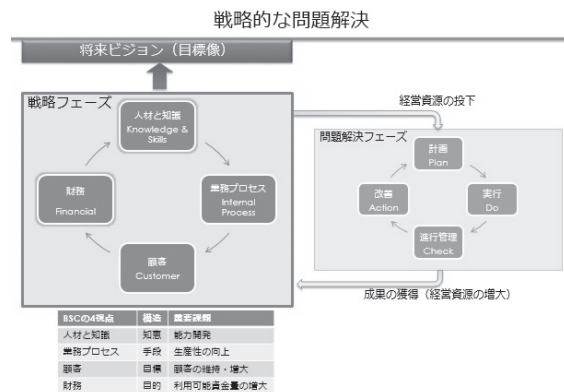 戦略的な問題解決
将来ビジョン（目標像）
戦略フェーズ
人材と知識
Knowledge &
Skills
財務
Financial
業務プロセス
Internal
Process
顧客
Customer
経営資源の投下
問題解決フェーズ
計画
Plan
改善
Action
実行
Do
進行管理
Check
成果の獲得（経営資源の増大）
BSCの4視点 構造 重要課題
人材と知識 知恵 能力開発
業務プロセス 手段 生産性の向上
顧客 目標 顧客の維持・増大
財務 目的 利用可能資金量の増大